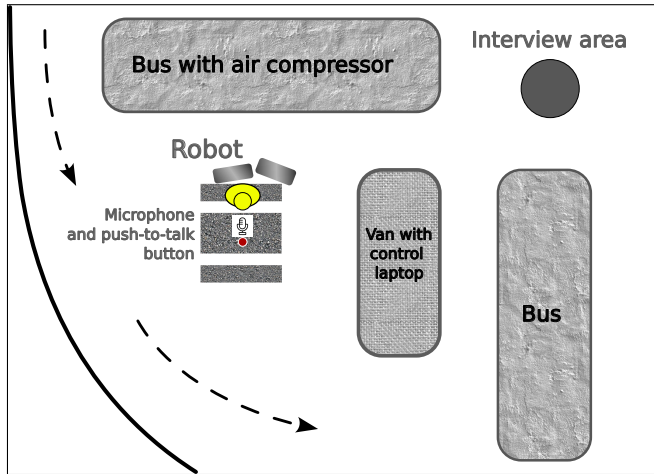 Interview area
Bus with air compressor
Robot
Microphone
and push-to-talk
button
Van with
control
laptop
Bus